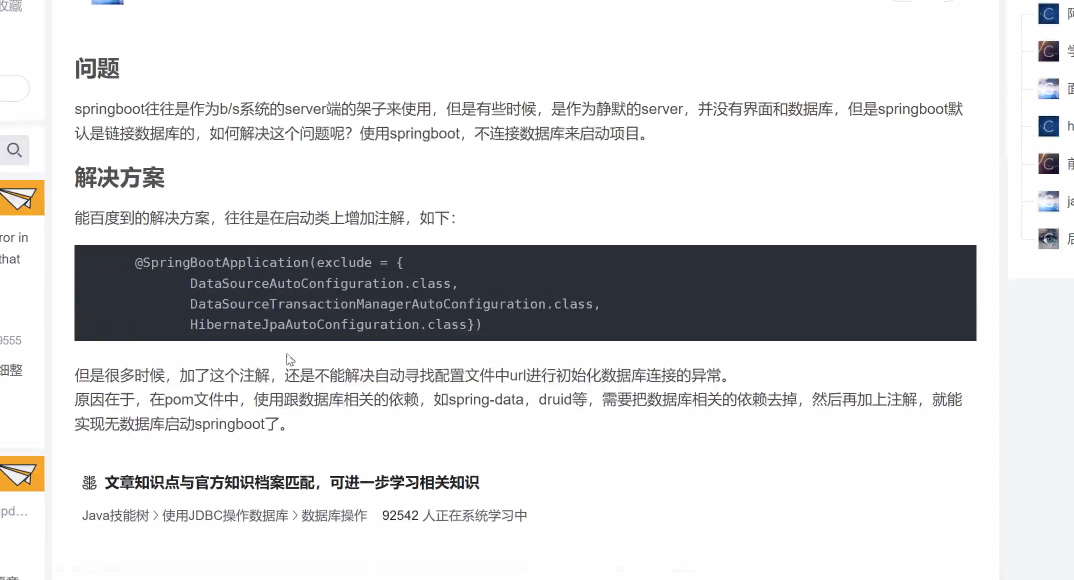 收藏
问题
springboot往往是作为b/s系统的server端的架子来使用，但是有些时候，是作为静默的server，并没有界面和数据库，但是springboot默
认是链接数据库的，如何解决这个问题呢？使用springboot，不连接数据库来启动项目。
解决方案
能百度到的解决方案，往往是在启动类上增加注解，如下：
@SpringBootApplication(exclude = {
DataSourceAutoConfiguration.class,
DataSourceTransactionManagerAutoConfiguration.class,
HibernateJpaAutoConfiguration.class})
但是很多时候，加了这个注解，还是不能解决自动寻找配置文件中url进行初始化数据库连接的异常。
原因在于，在pom文件中，使用跟数据库相关的依赖，如spring-data，druid等，需要把数据库相关的依赖去掉，然后再加上注解，就能
实现无数据库启动springboot了。
文章知识点与官方知识档案匹配，可进一步学习相关知识
Java技能树 > 使用JDBC操作数据库 > 数据库操作 92542 人正在系统学习中
ror in
that
9555
细整
pd...